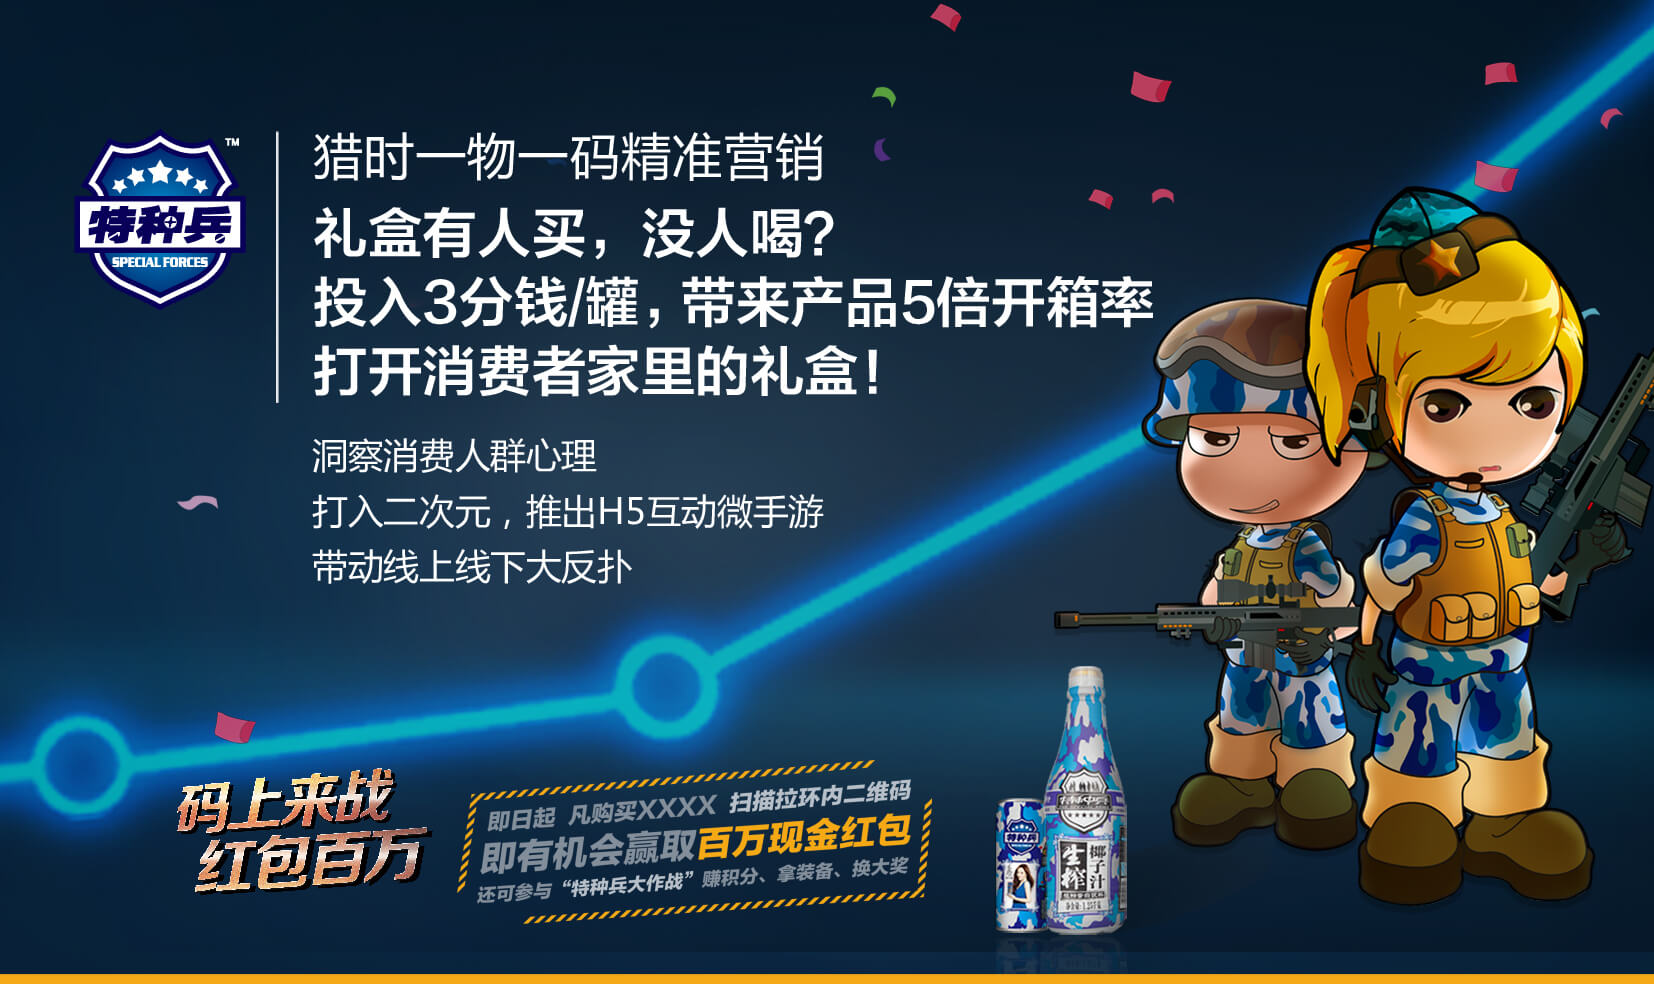 特种兵
TM
SPECIAL FORCES
猎时一物一码精准营销
礼盒有人买，没人喝？
投入3分钱/罐，带来产品5倍开箱率
打开消费者家里的礼盒！
洞察消费人群心理
打入二次元，推出H5互动微手游
带动线上线下大反扑
码上来战
红包百万
即日起 凡购买XXXX 扫描拉环内二维码
即有机会赢取百万现金红包
还可参与“特种兵大作战”赚积分、拿装备、换大奖
特种兵
特种兵
生榨
椰子汁